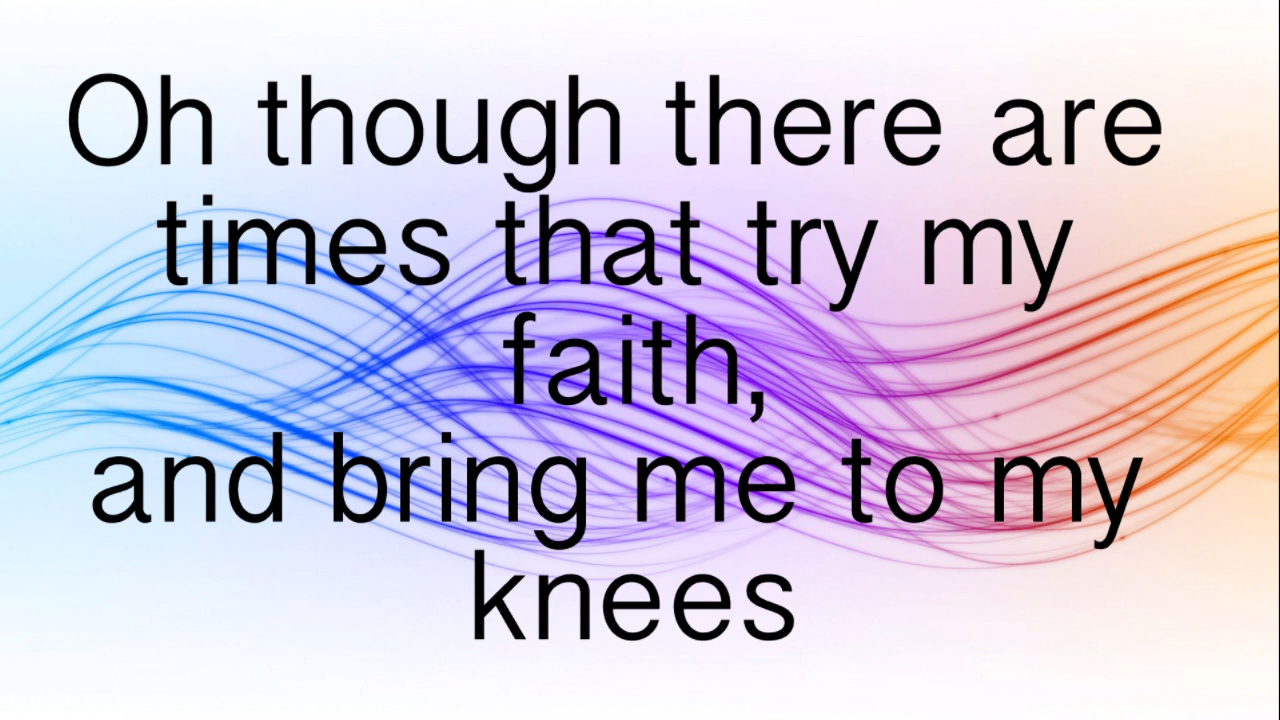 Oh though there are
times that try my
faith,
and bring me to my
knees